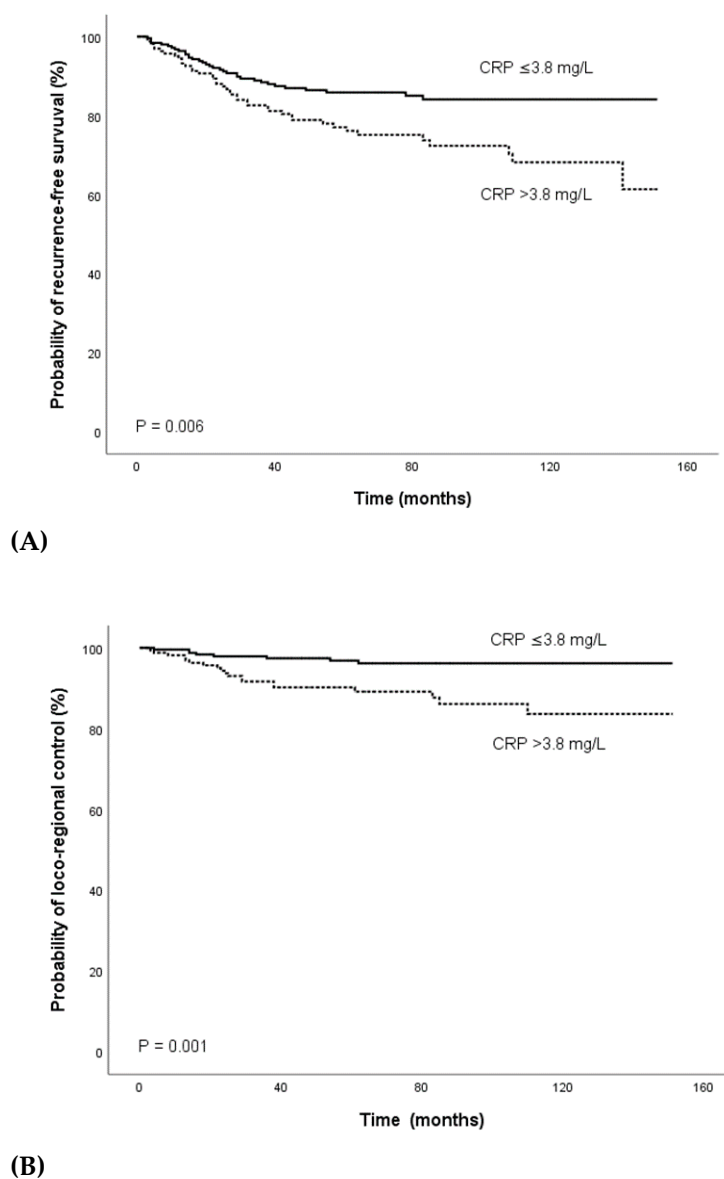 Probability of recurrence-free survuval (%)
100
80
60
40
20
0
CRP ≤3.8 mg/L
CRP >3.8 mg/L
P = 0.006
0 40 80 120 160
Time (months)
(A)
Probability of loco-regional control (%)
100
80
60
40
20
0
CRP ≤3.8 mg/L
CRP >3.8 mg/L
P = 0.001
0 40 80 120 160
Time (months)
(B)